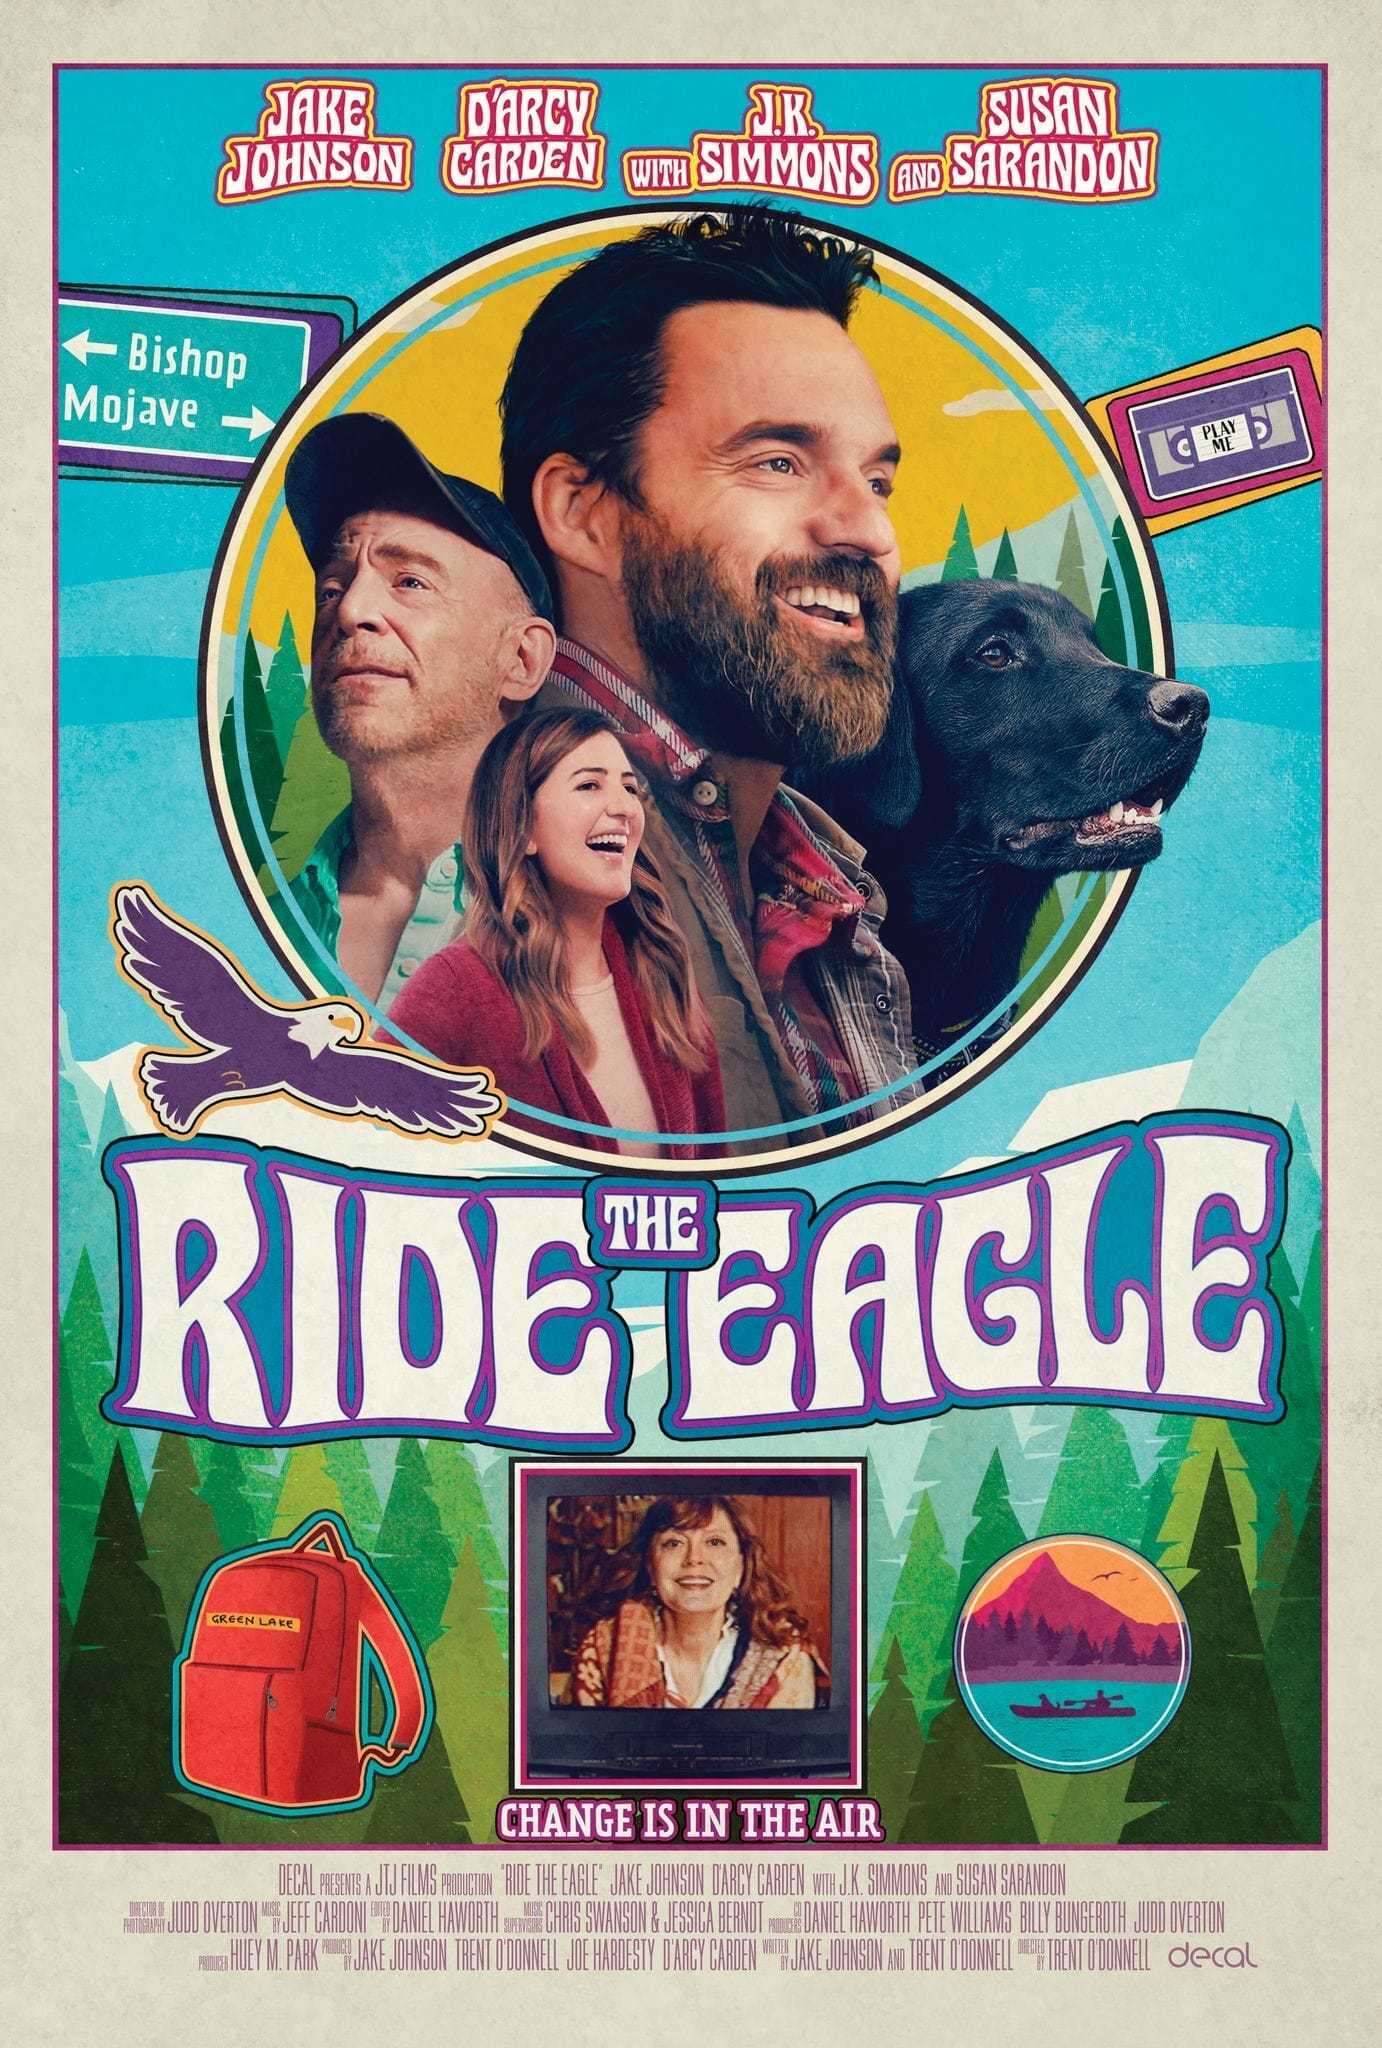 JAKE JOHNSON
D'ARCY CARDEN
WITH J.K. SIMMONS
AND SUSAN SARANDON
← Bishop
Mojave →
PLAY
ME
RIDE THE EAGLE
GREEN LAKE
CHANGE IS IN THE AIR
DECAL PRESENTS A JTJ FILMS PRODUCTION "RIDE THE EAGLE" JAKE JOHNSON D'ARCY CARDEN WITH J.K. SIMMONS AND SUSAN SARANDON
DIRECTOR OF PHOTOGRAPHY JUDD OVERTON MUSIC BY JEFF CARDONI EDITED BY DANIEL HAWORTH MUSIC SUPERVISORS CHRIS SWANSON & JESSICA BERNDT CO PRODUCERS DANIEL HAWORTH PETE WILLIAMS BILLY BUNGEROTH JUDD OVERTON
PRODUCER HUEY M. PARK PRODUCED BY JAKE JOHNSON TRENT O'DONNELL JOE HARDESTY D'ARCY CARDEN WRITTEN BY JAKE JOHNSON AND TRENT O'DONNELL DIRECTED BY TRENT O'DONNELL decal